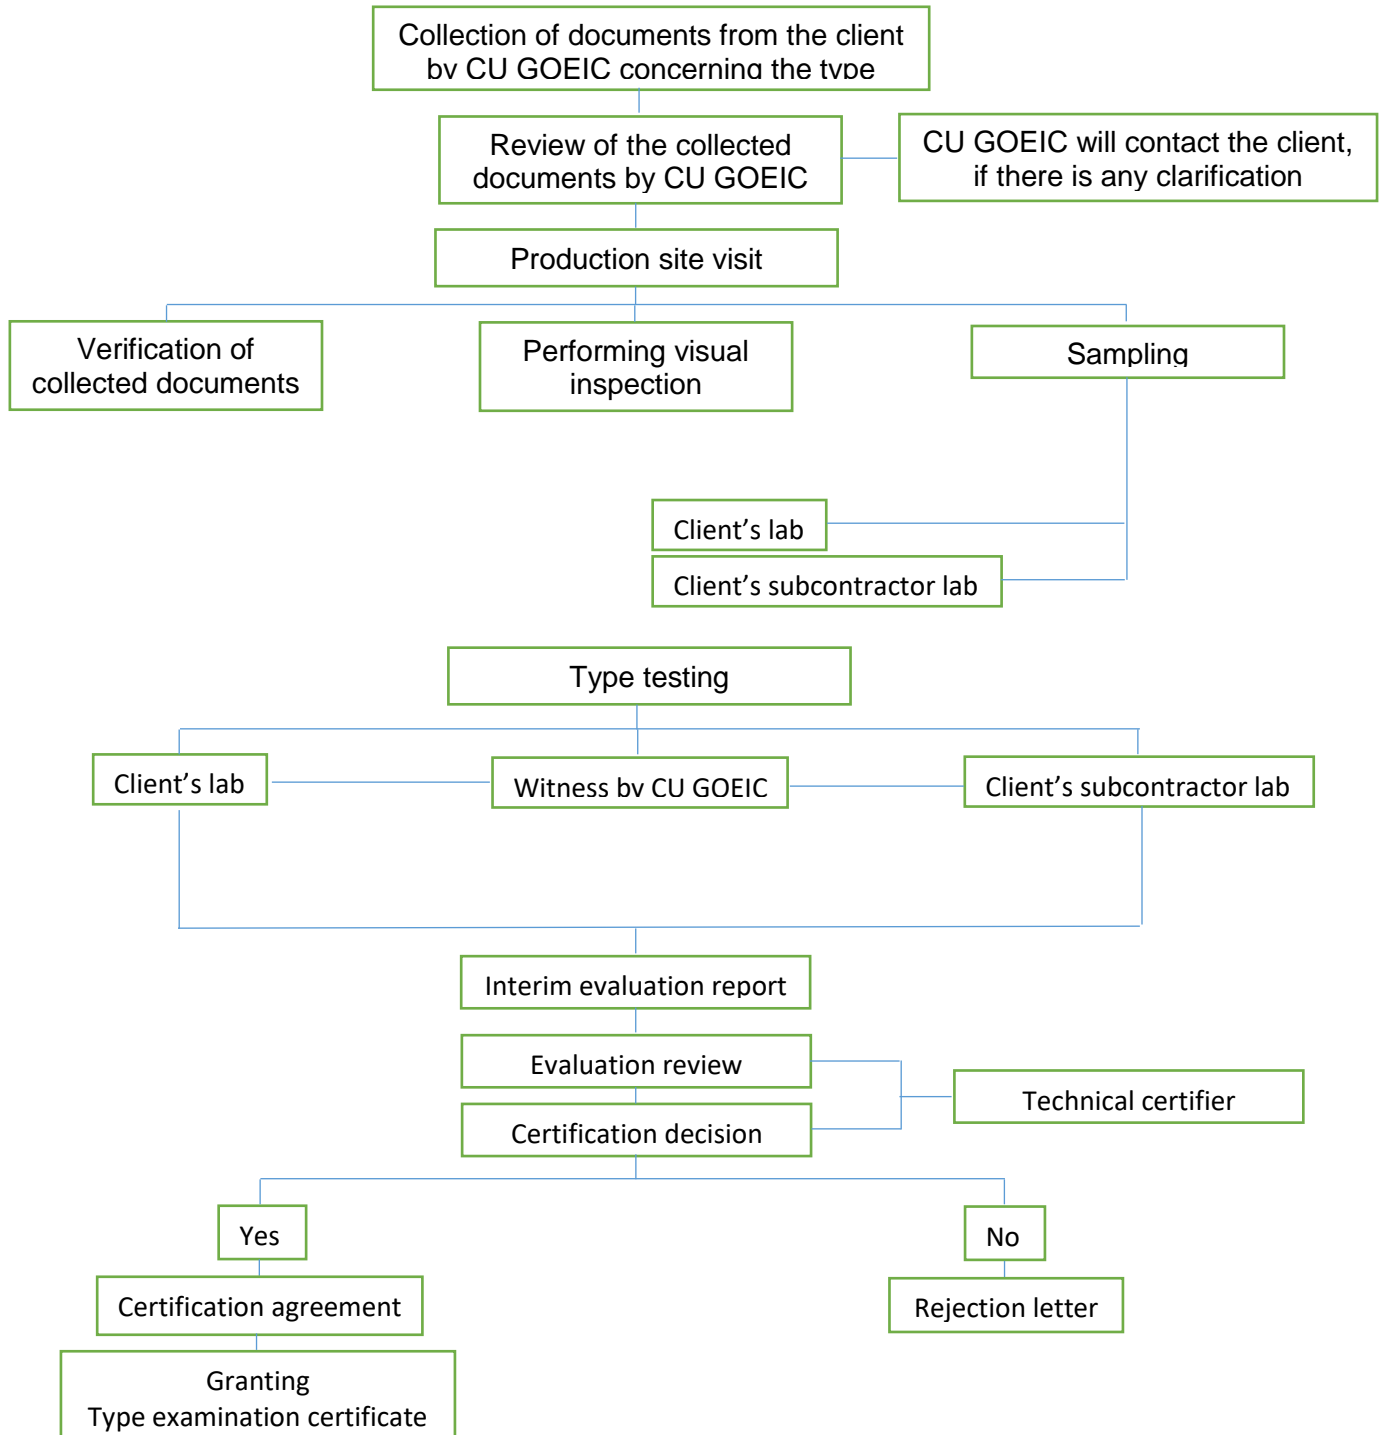 Collection of documents from the client
by CU GOEIC concerning the type
Review of the collected
documents by CU GOEIC
CU GOEIC will contact the client,
if there is any clarification
Production site visit
Verification of
collected documents
Performing visual
inspection
Sampling
Client’s lab
Client’s subcontractor lab
Type testing
Client’s lab
Witness by CU GOEIC
Client’s subcontractor lab
Interim evaluation report
Evaluation review
Technical certifier
Certification decision
Yes
No
Certification agreement
Rejection letter
Granting
Type examination certificate